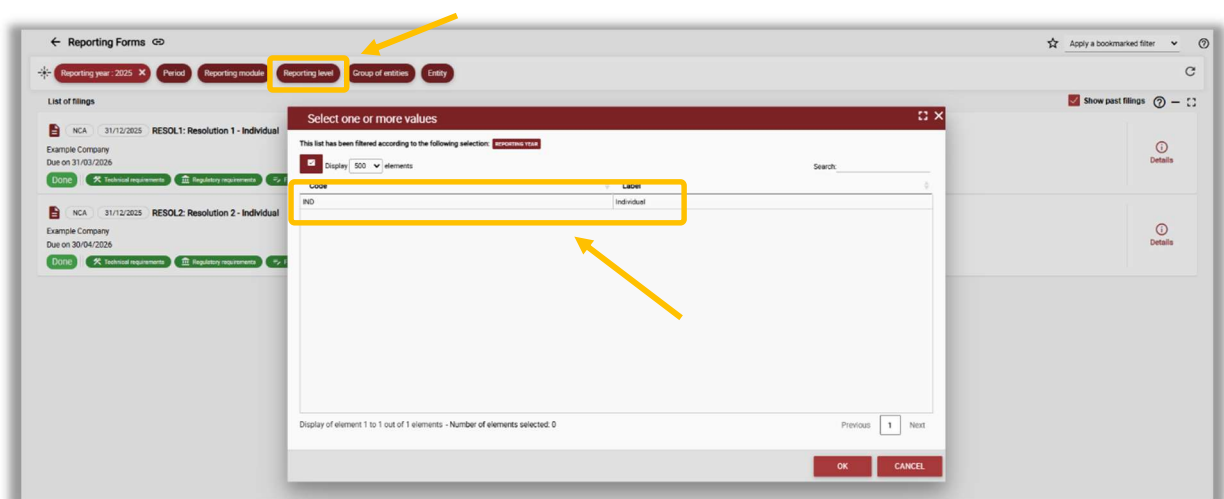 Reporting Forms
Apply a bookmarked filter
Reporting year : 2025 Period Reporting module Reporting level Group of entities Entity
List of filings
Show past filings
NCA 31/12/2025 RESOL1: Resolution 1 - Individual
Example Company
Due on 31/03/2026
Done Technical requirements Regulatory requirements
Details
NCA 31/12/2025 RESOL2: Resolution 2 - Individual
Example Company
Due on 30/04/2026
Done Technical requirements Regulatory requirements
Details
Select one or more values
This list has been filtered according to the following selection: REPORTING YEAR
Display 500 elements
Search:
Code Label
IND Individual
Display of element 1 to 1 out of 1 elements - Number of elements selected: 0
Previous 1 Next
OK CANCEL